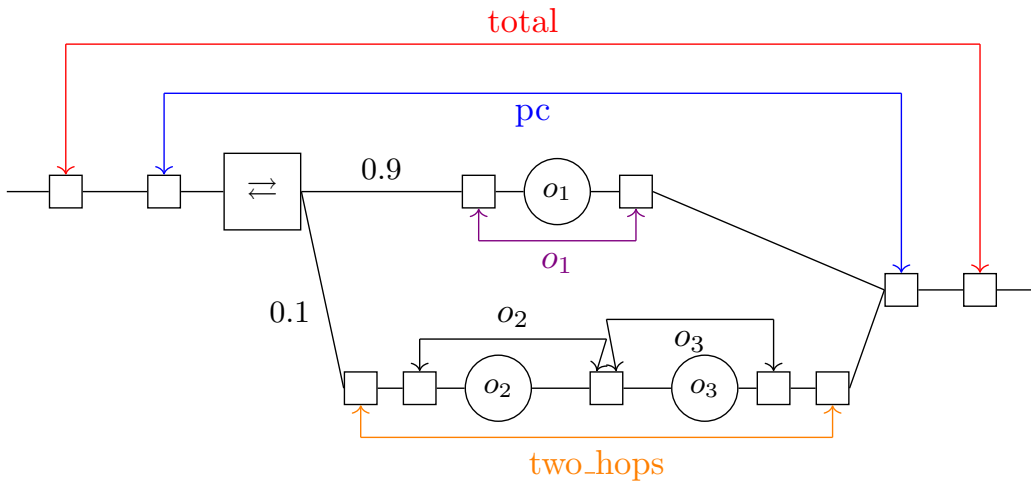 total
pc
0.9
⇄
o₁
o₁
0.1
o₂
o₃
o₂
o₃
two_hops